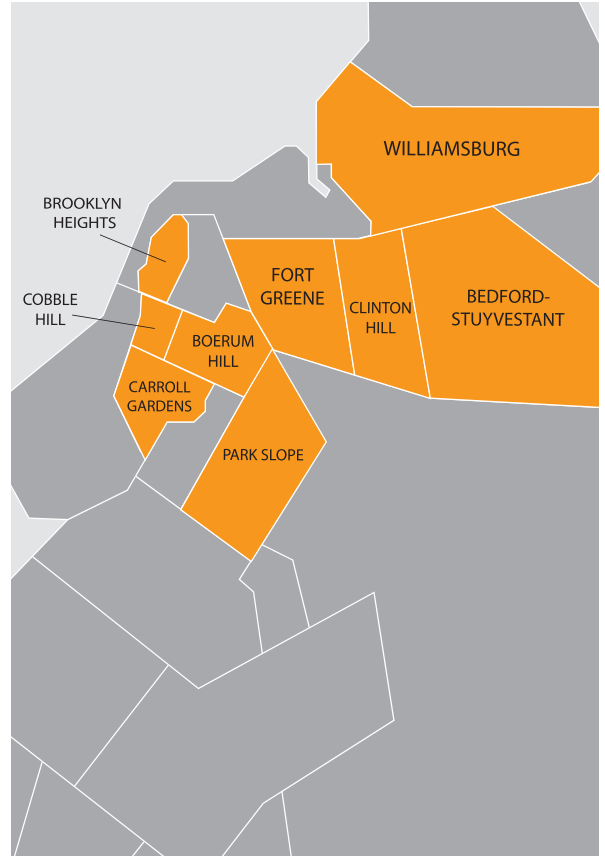 WILLIAMSBURG
BROOKLYN
HEIGHTS
FORT
GREENE
CLINTON
HILL
BEDFORD-
STUYVESTANT
COBBLE
HILL
BOERUM
HILL
CARROLL
GARDENS
PARK SLOPE